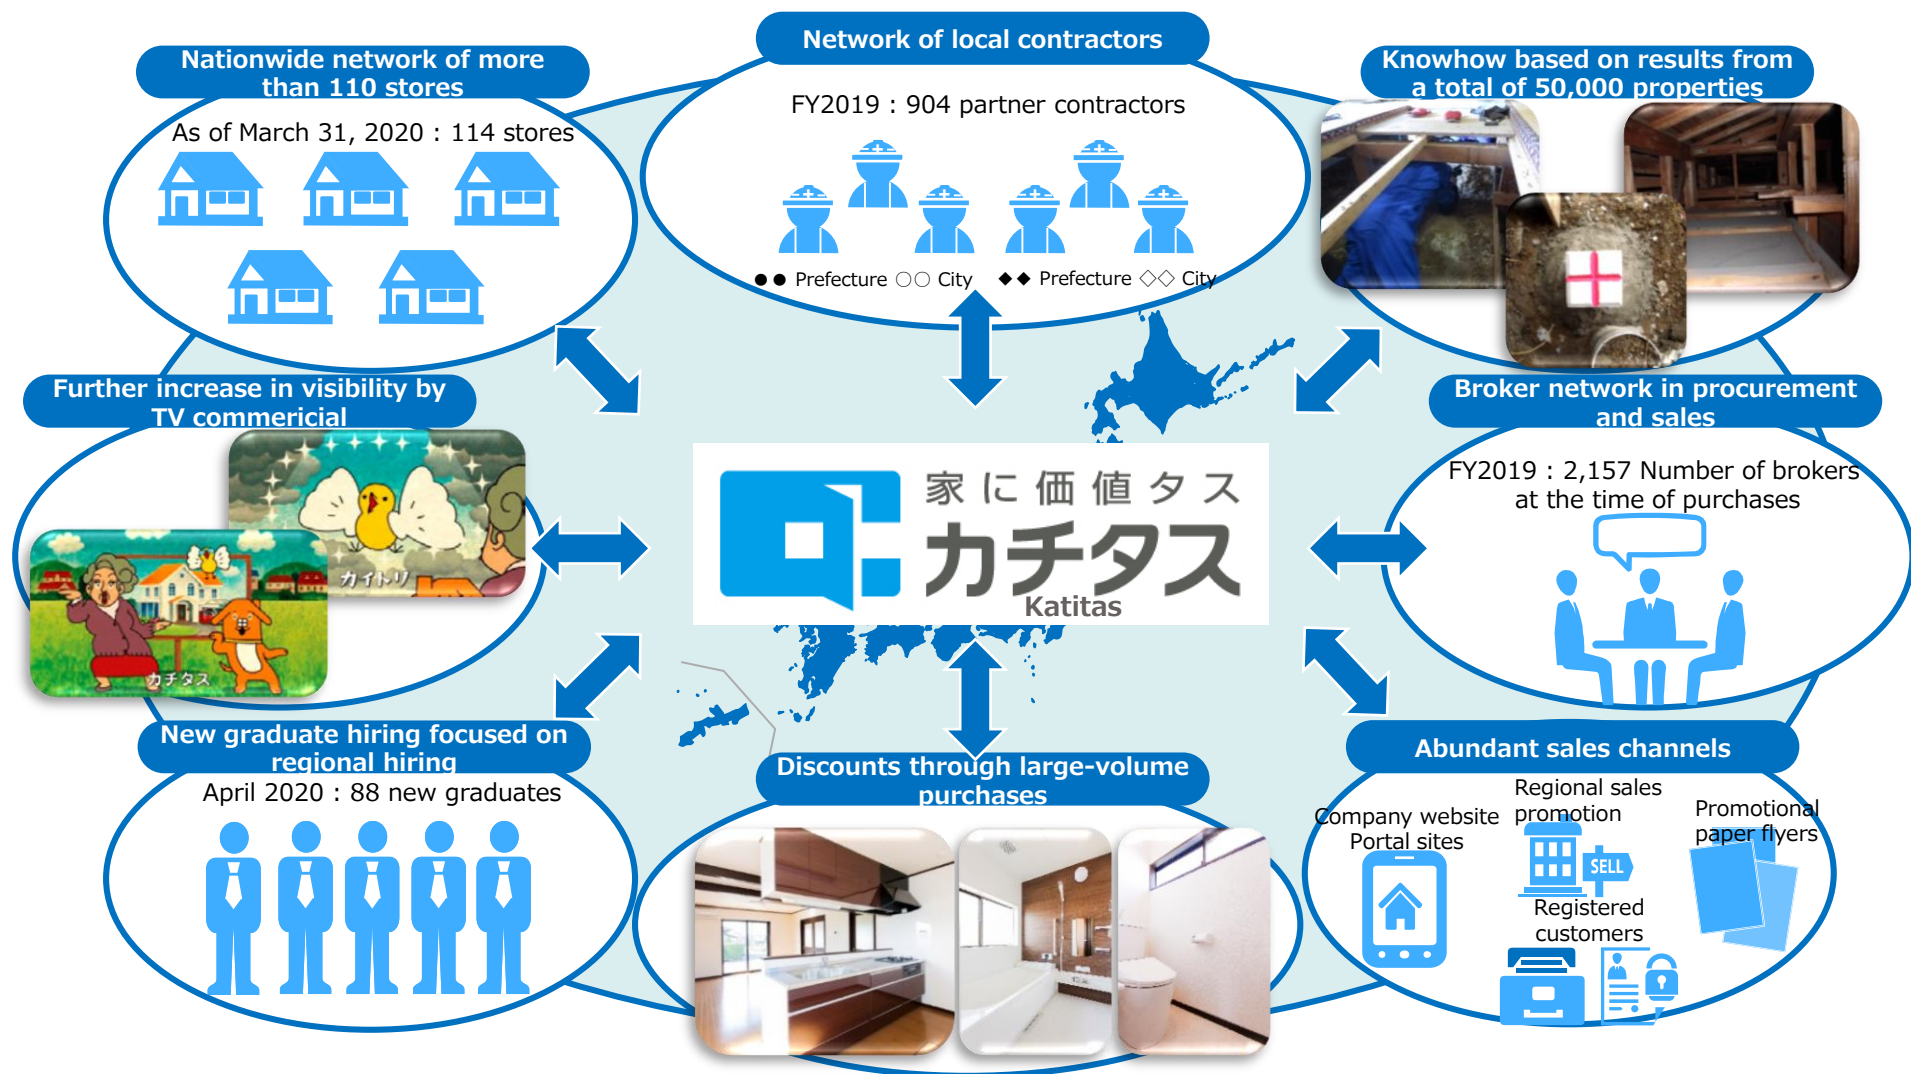 Network of local contractors
FY2019 : 904 partner contractors
●● Prefecture ○○ City ◆◆ Prefecture ◇◇ City
Nationwide network of more
than 110 stores
As of March 31, 2020 : 114 stores
Knowhow based on results from
a total of 50,000 properties
Further increase in visibility by
TV commericial
カイトリ
カチタス
家に価値タス
カチタス
Katitas
Broker network in procurement
and sales
FY2019 : 2,157 Number of brokers
at the time of purchases
New graduate hiring focused on
regional hiring
April 2020 : 88 new graduates
Discounts through large-volume
purchases
Abundant sales channels
Company website
Portal sites
Regional sales
promotion
SELL
Promotional
paper flyers
Registered
customers